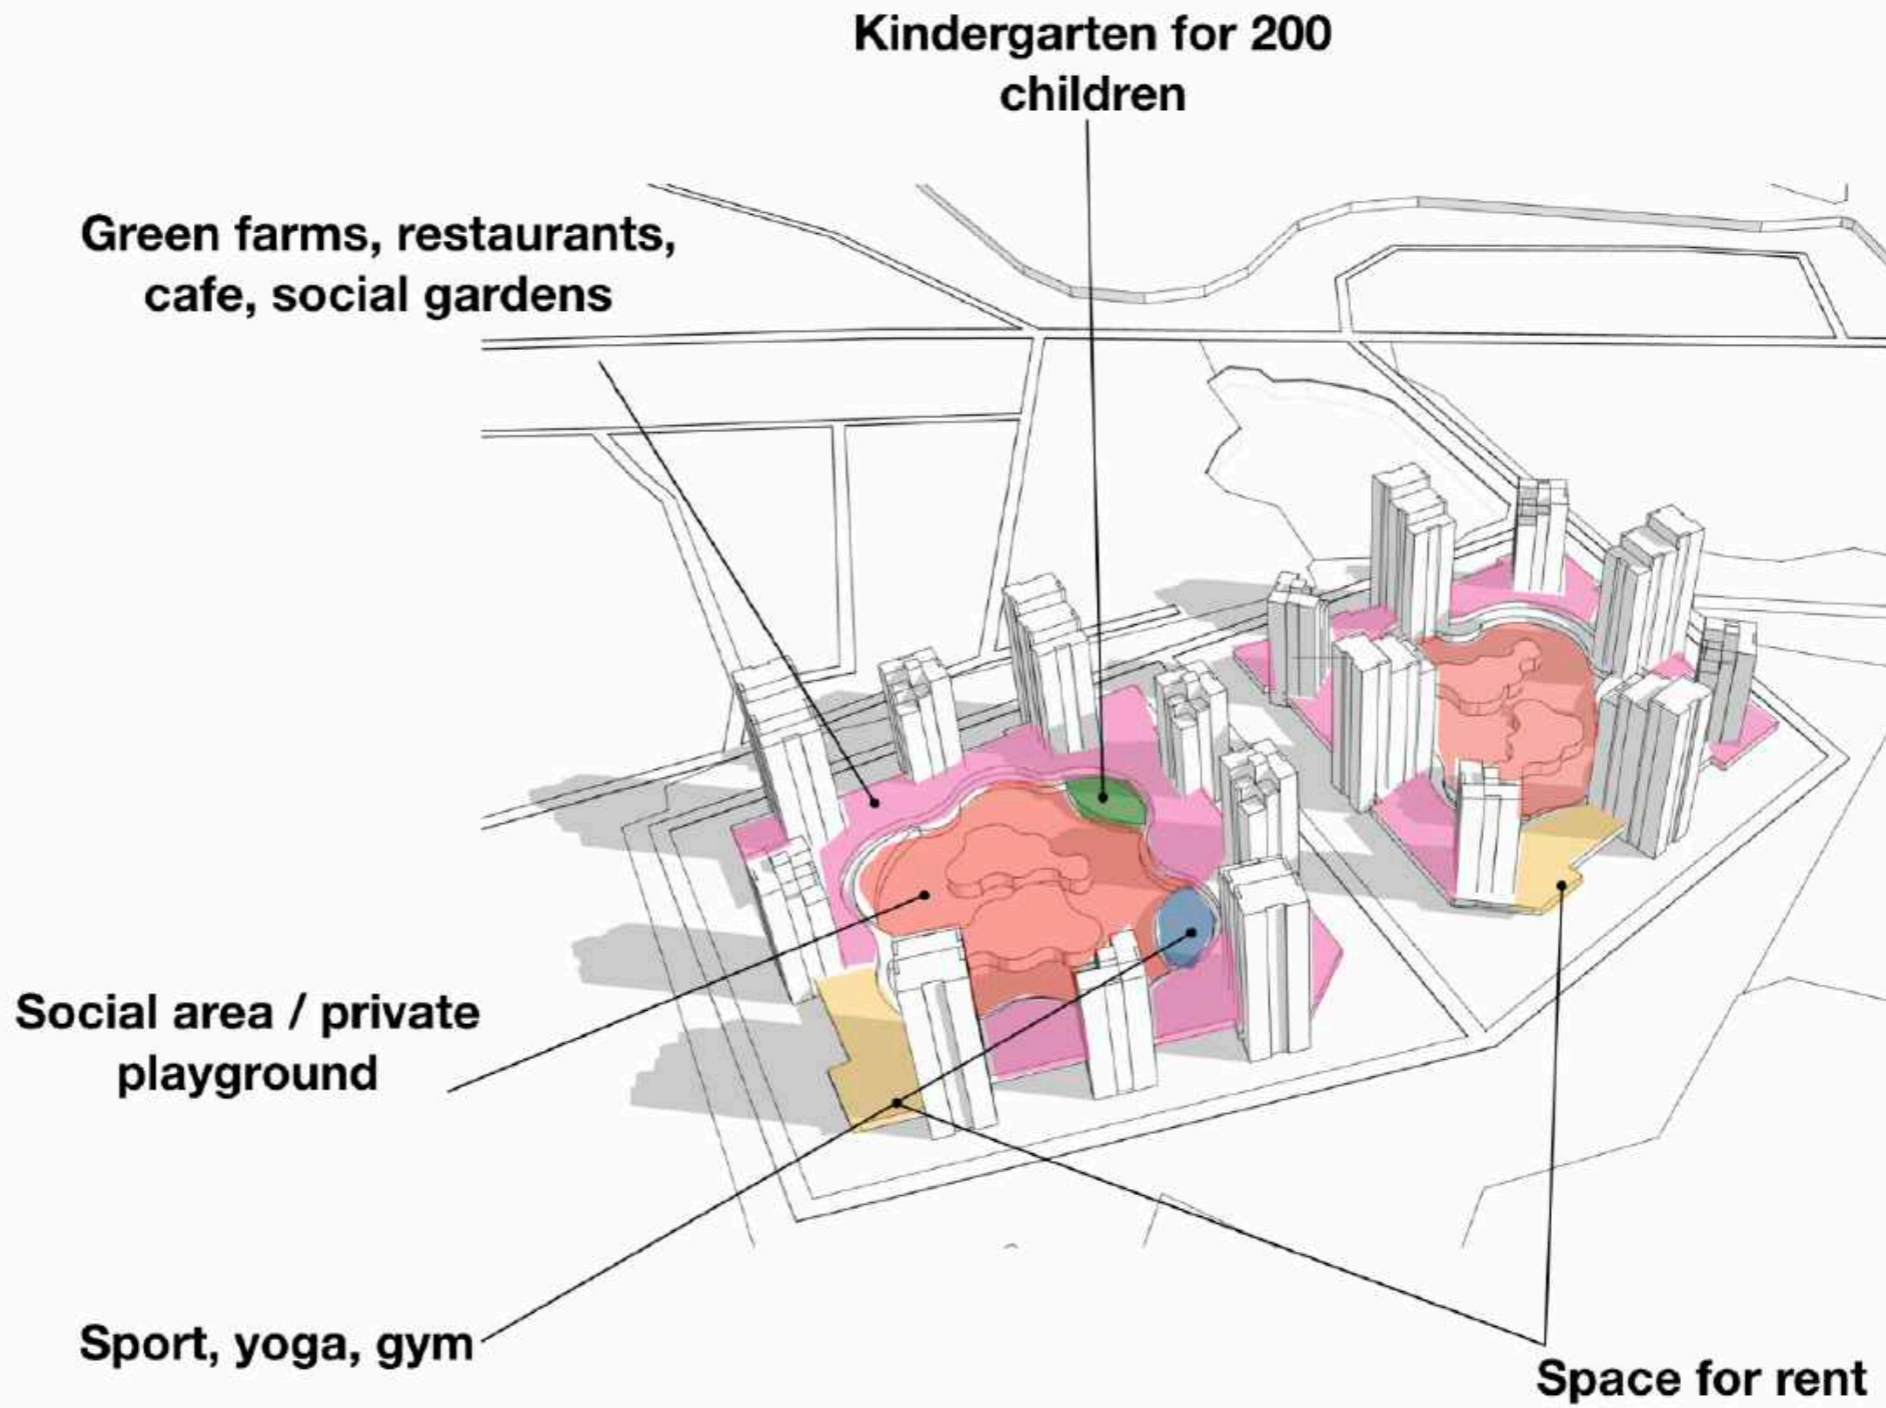 Kindergarten for 200
children
Green farms, restaurants,
cafe, social gardens
Social area / private
playground
Sport, yoga, gym
Space for rent